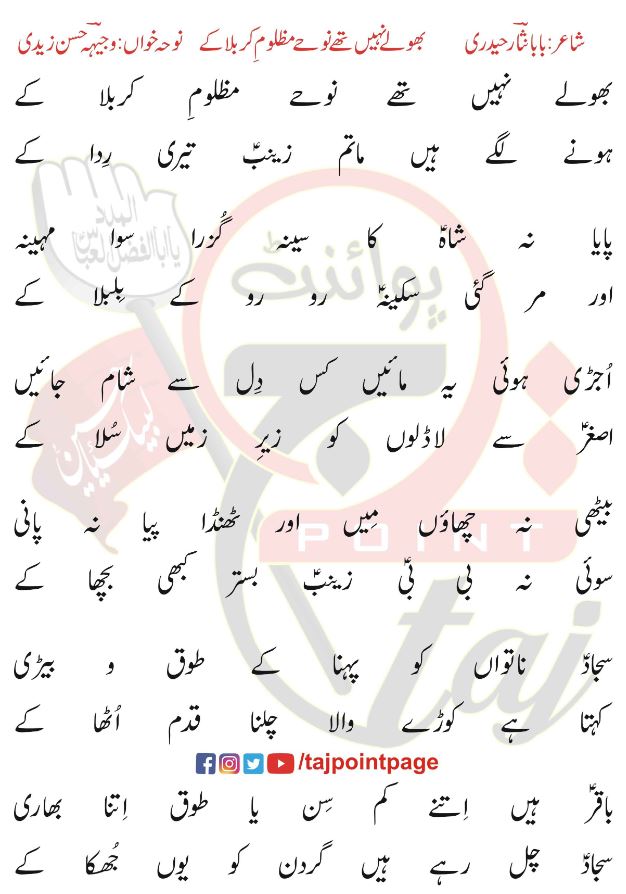 شاعر: بابا نثار حیدری بھولے نہیں تھے نوحے مظلومِ کربلا کے نوحہ خواں: وجیہہ حسن زیدی
بھولے نہیں تھے نوحے مظلومِ کربلا کے
ہونے لگے ہیں ماتم زینبؑ تیری رِدا کے
پایا نہ شاہؑ کا سینہ گُزرا سوا مہینہ
اور مر گئی سکینہؑ رو رو کے بِلبلا کے
اُجڑی ہوئی یہ مائیں کس دِل سے شام جائیں
اصغرؑ سے لاڈلوں کو زیرِ زمیں سُلا کے
بیٹھی نہ چھاؤں مِیں اور ٹھنڈا پیا نہ پانی
سوئی نہ بی بیؑ زینبؑ بستر کبھی بچھا کے
سجادؑ ناتواں کو پہنا کے طوق و بیڑی
کہتا ہے کوڑے والا چلنا قدم اُٹھا کے
/tajpointpage
باقرؑ ہیں اِتنے کم سِن یا طوق اِتنا بھاری
سجادؑ چل رہے ہیں گردن کو یوں جُھکا کے
المدد
یا ابا الفضل العباسؑ
پوائنٹ
تاج
لبیک یا حسینؑ
POINT
taj